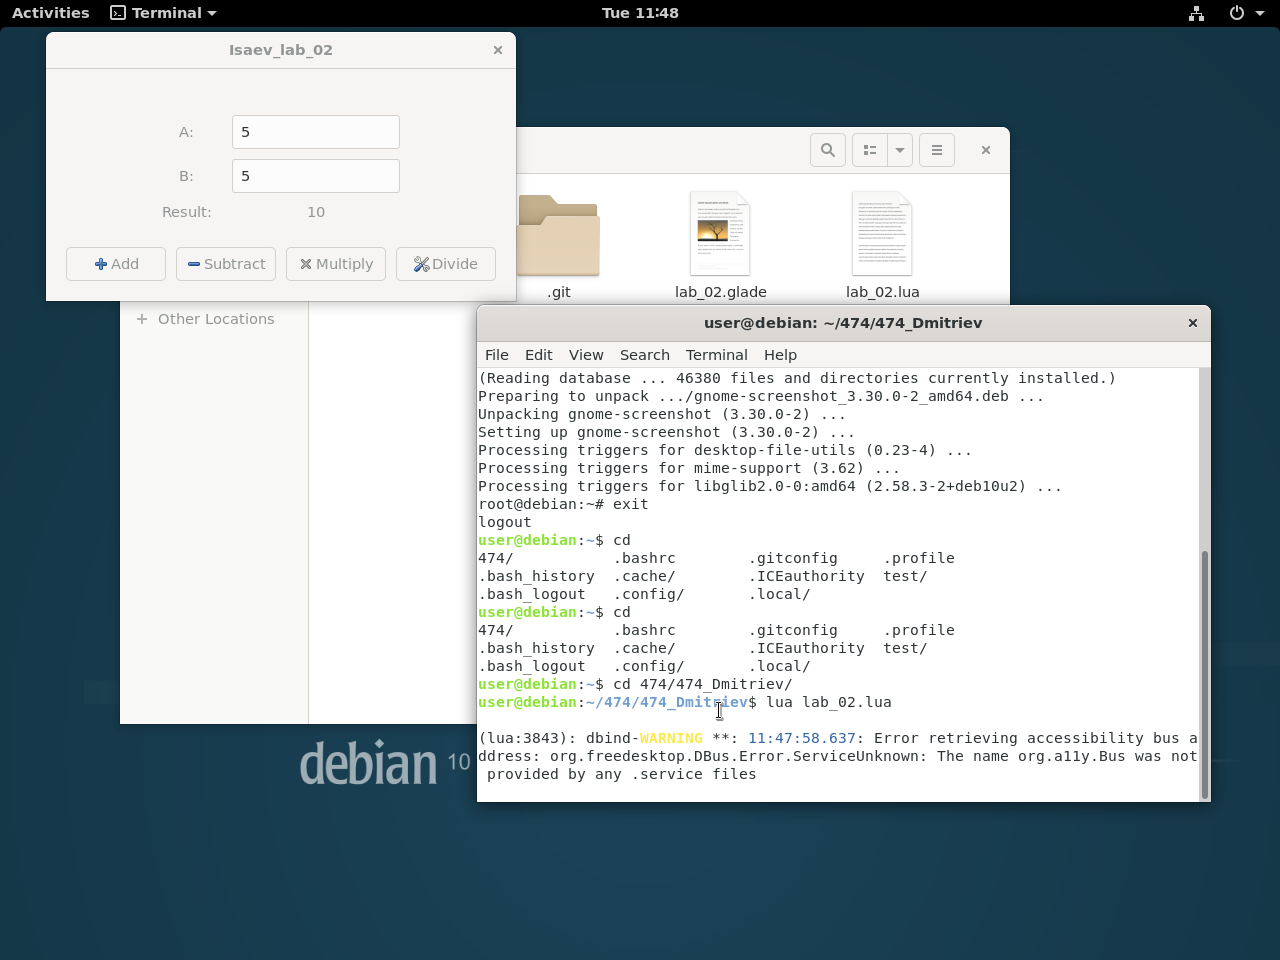 Activities Terminal Tue 11:48
Isaev_lab_02
A: 5
B: 5
Result: 10
Add Subtract Multiply Divide
.git lab_02.glade lab_02.lua
Other Locations
user@debian: ~/474/474_Dmitriev
File Edit View Search Terminal Help
(Reading database ... 46380 files and directories currently installed.)
Preparing to unpack .../gnome-screenshot_3.30.0-2_amd64.deb ...
Unpacking gnome-screenshot (3.30.0-2) ...
Setting up gnome-screenshot (3.30.0-2) ...
Processing triggers for desktop-file-utils (0.23-4) ...
Processing triggers for mime-support (3.62) ...
Processing triggers for libglib2.0-0:amd64 (2.58.3-2+deb10u2) ...
root@debian:~# exit
logout
user@debian:~$ cd
474/ .bashrc .gitconfig .profile
.bash_history .cache/ .ICEauthority test/
.bash_logout .config/ .local/
user@debian:~$ cd
474/ .bashrc .gitconfig .profile
.bash_history .cache/ .ICEauthority test/
.bash_logout .config/ .local/
user@debian:~$ cd 474/474_Dmitriev/
user@debian:~/474/474_Dmitriev$ lua lab_02.lua
(lua:3843): dbind-WARNING **: 11:47:58.637: Error retrieving accessibility bus a
ddress: org.freedesktop.DBus.Error.ServiceUnknown: The name org.a11y.Bus was not
provided by any .service files
debian 10